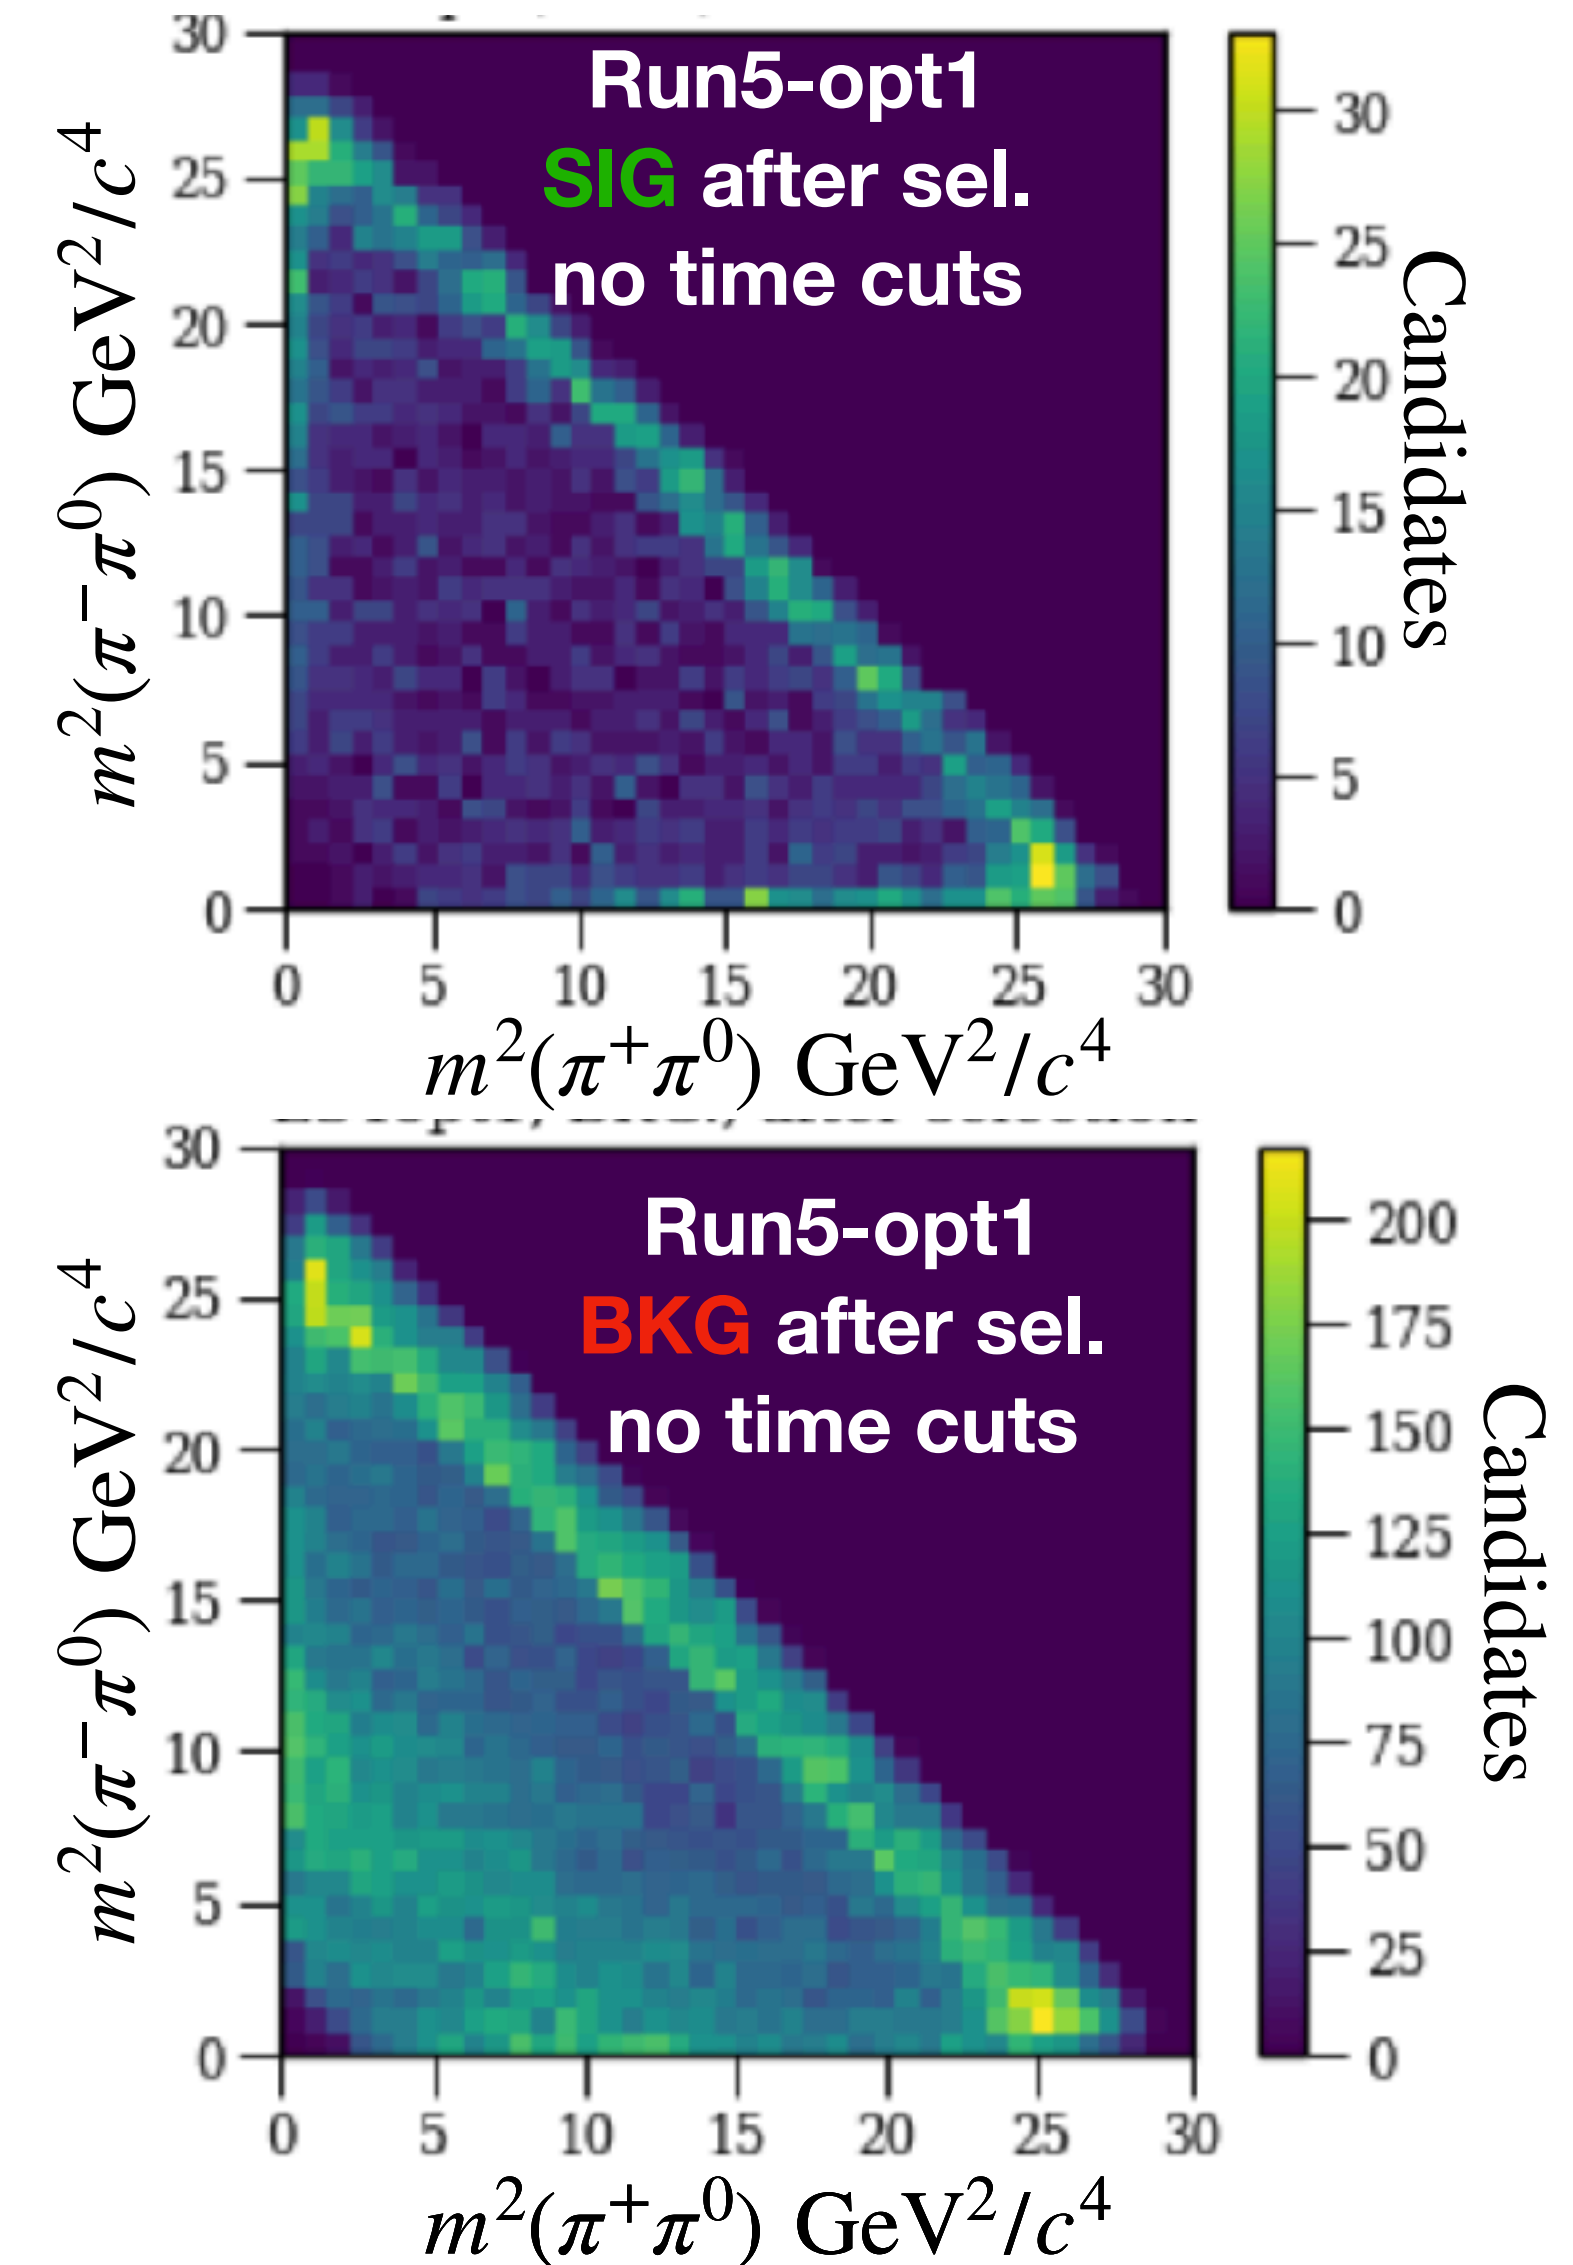 30
25
20
15
10
5
0
m²(π⁻π⁰) GeV²/c⁴
Run5-opt1
SIG after sel.
no time cuts
30
25
20
15
10
5
0
Candidates
0 5 10 15 20 25 30
m²(π⁺π⁰) GeV²/c⁴
after selection
30
25
20
15
10
5
0
m²(π⁻π⁰) GeV²/c⁴
Run5-opt1
BKG after sel.
no time cuts
200
175
150
125
100
75
50
25
0
Candidates
0 5 10 15 20 25 30
m²(π⁺π⁰) GeV²/c⁴